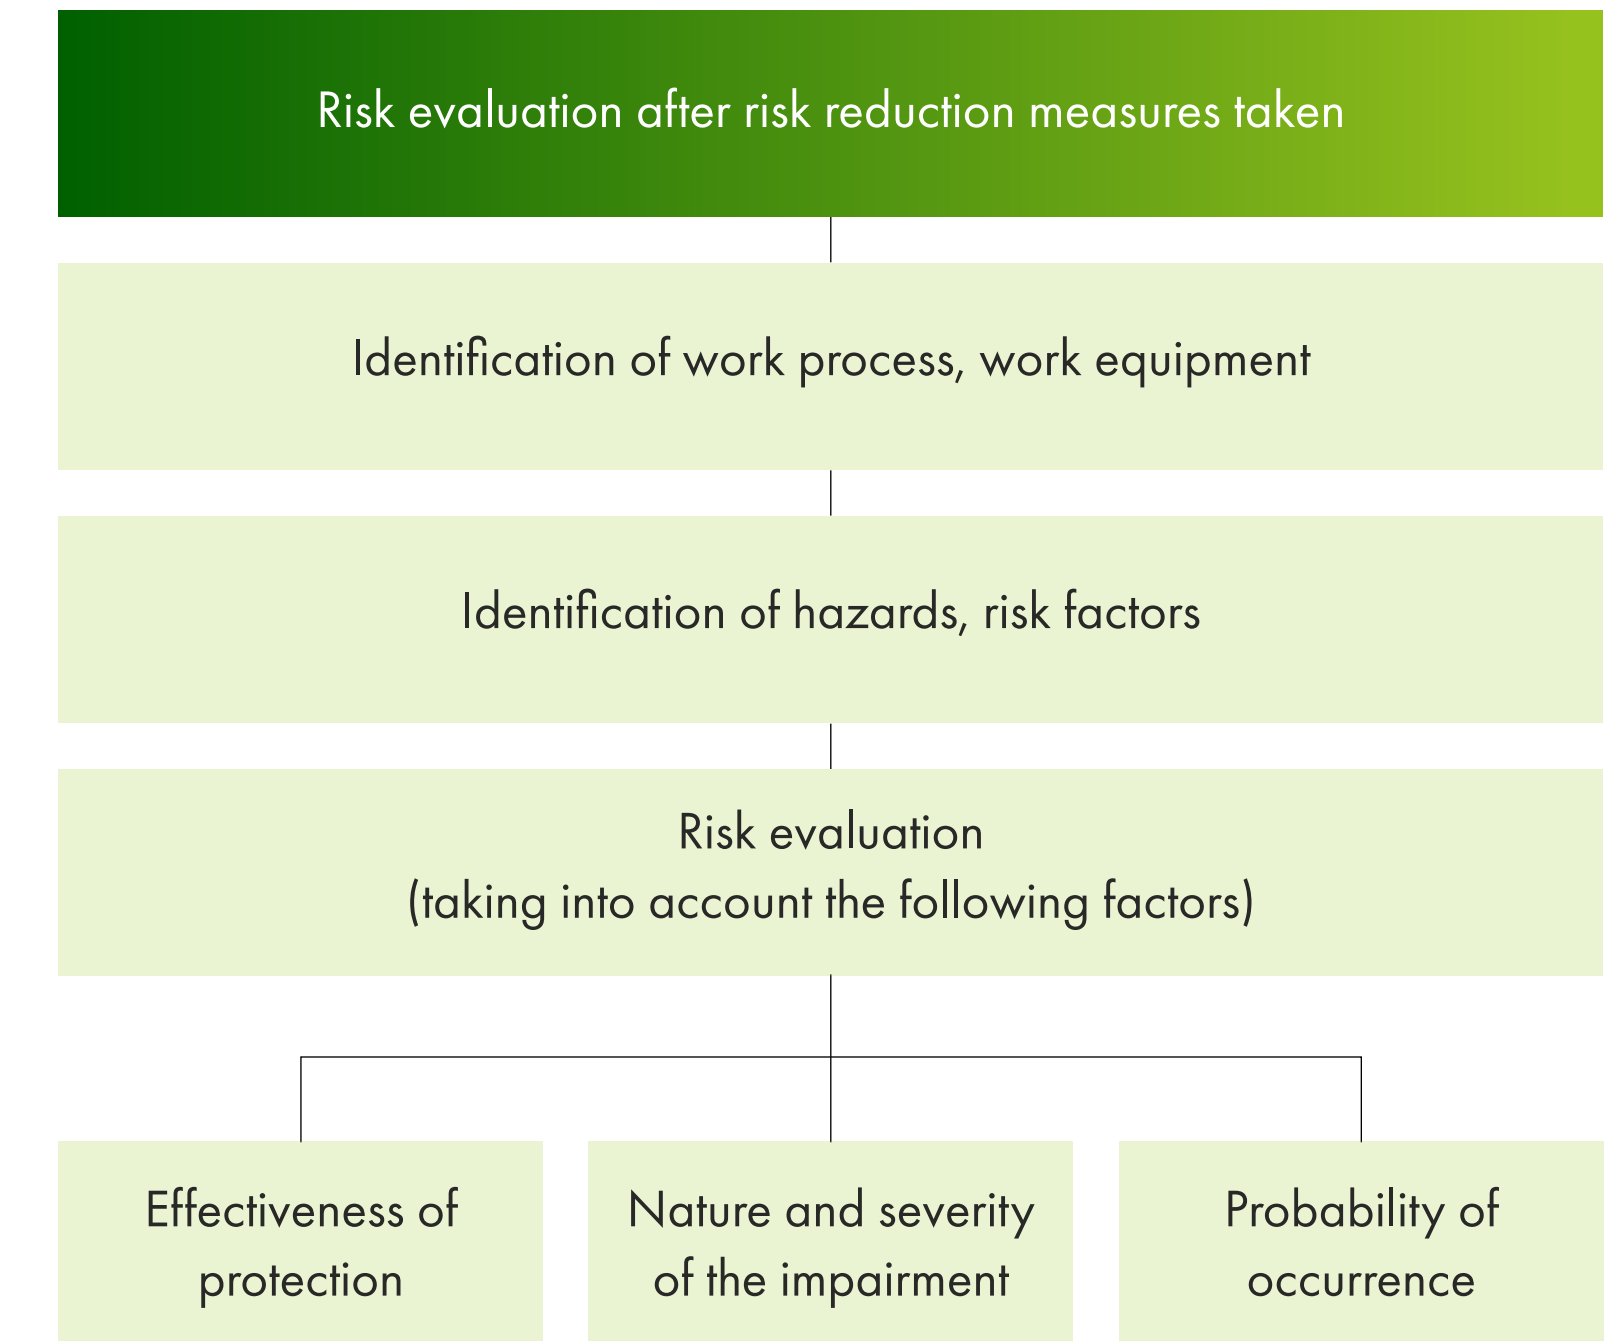 Risk evaluation after risk reduction measures taken
Identification of work process, work equipment
Identification of hazards, risk factors
Risk evaluation
(taking into account the following factors)
Effectiveness of
protection
Nature and severity
of the impairment
Probability of
occurrence